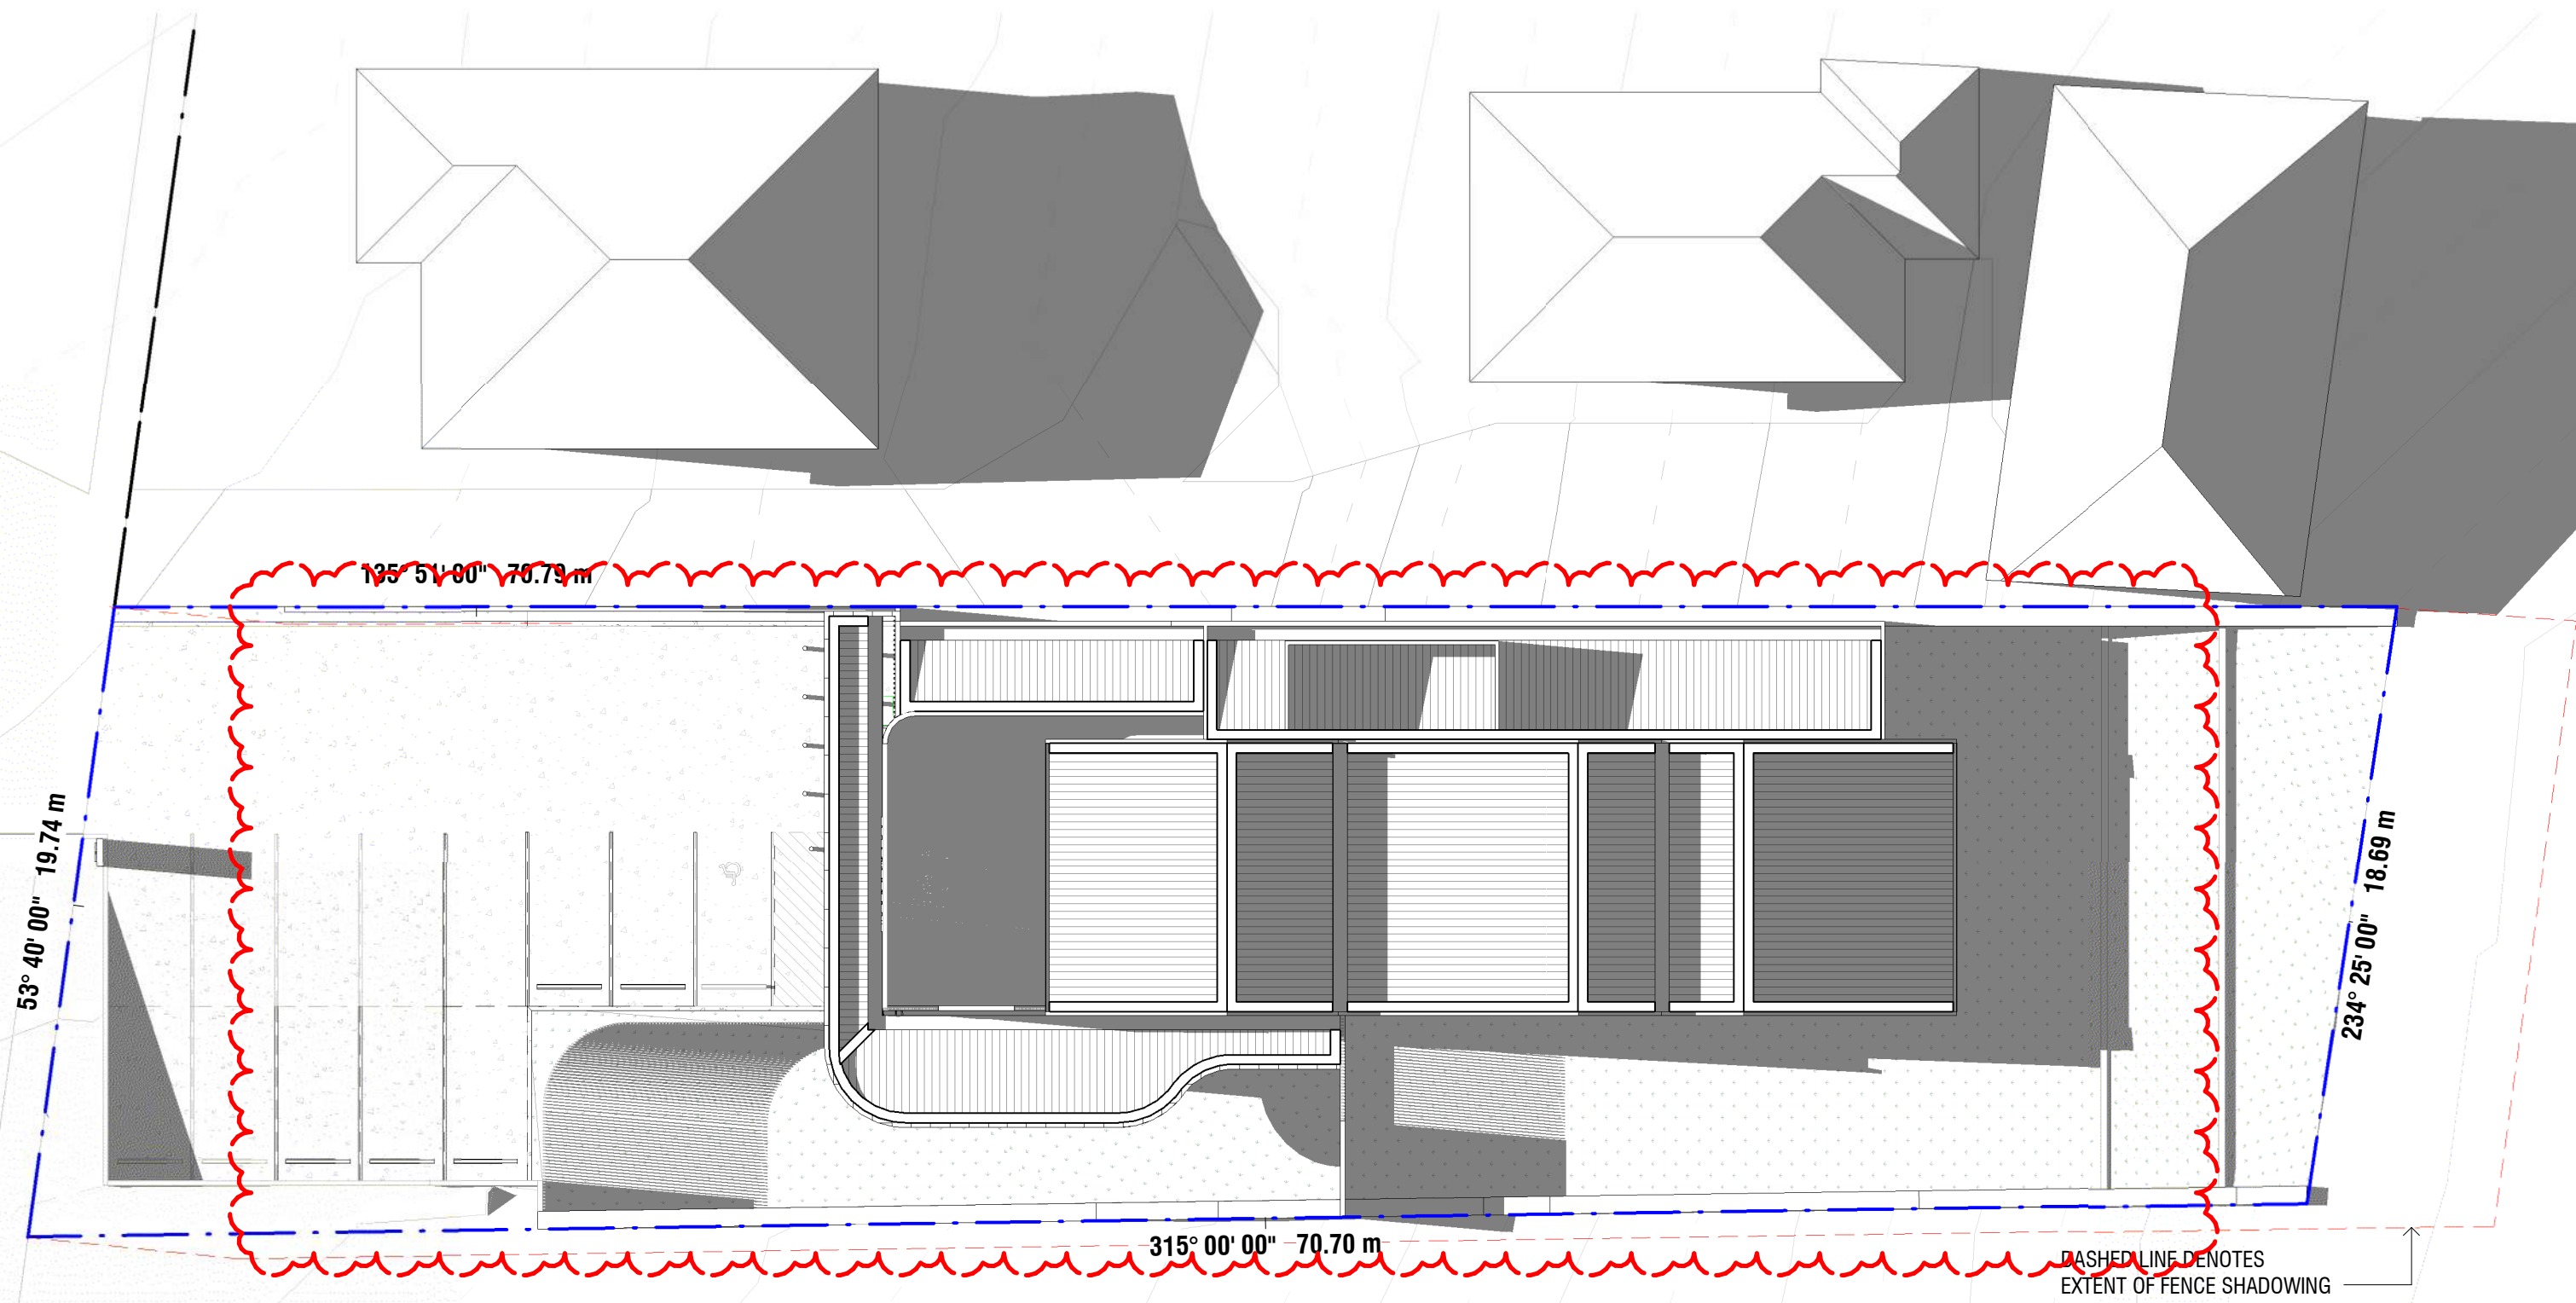 135° 51' 00" 70.79 m
53° 40' 00" 19.74 m
234° 25' 00" 18.69 m
315° 00' 00" 70.70 m
DASHED LINE DENOTES
EXTENT OF FENCE SHADOWING